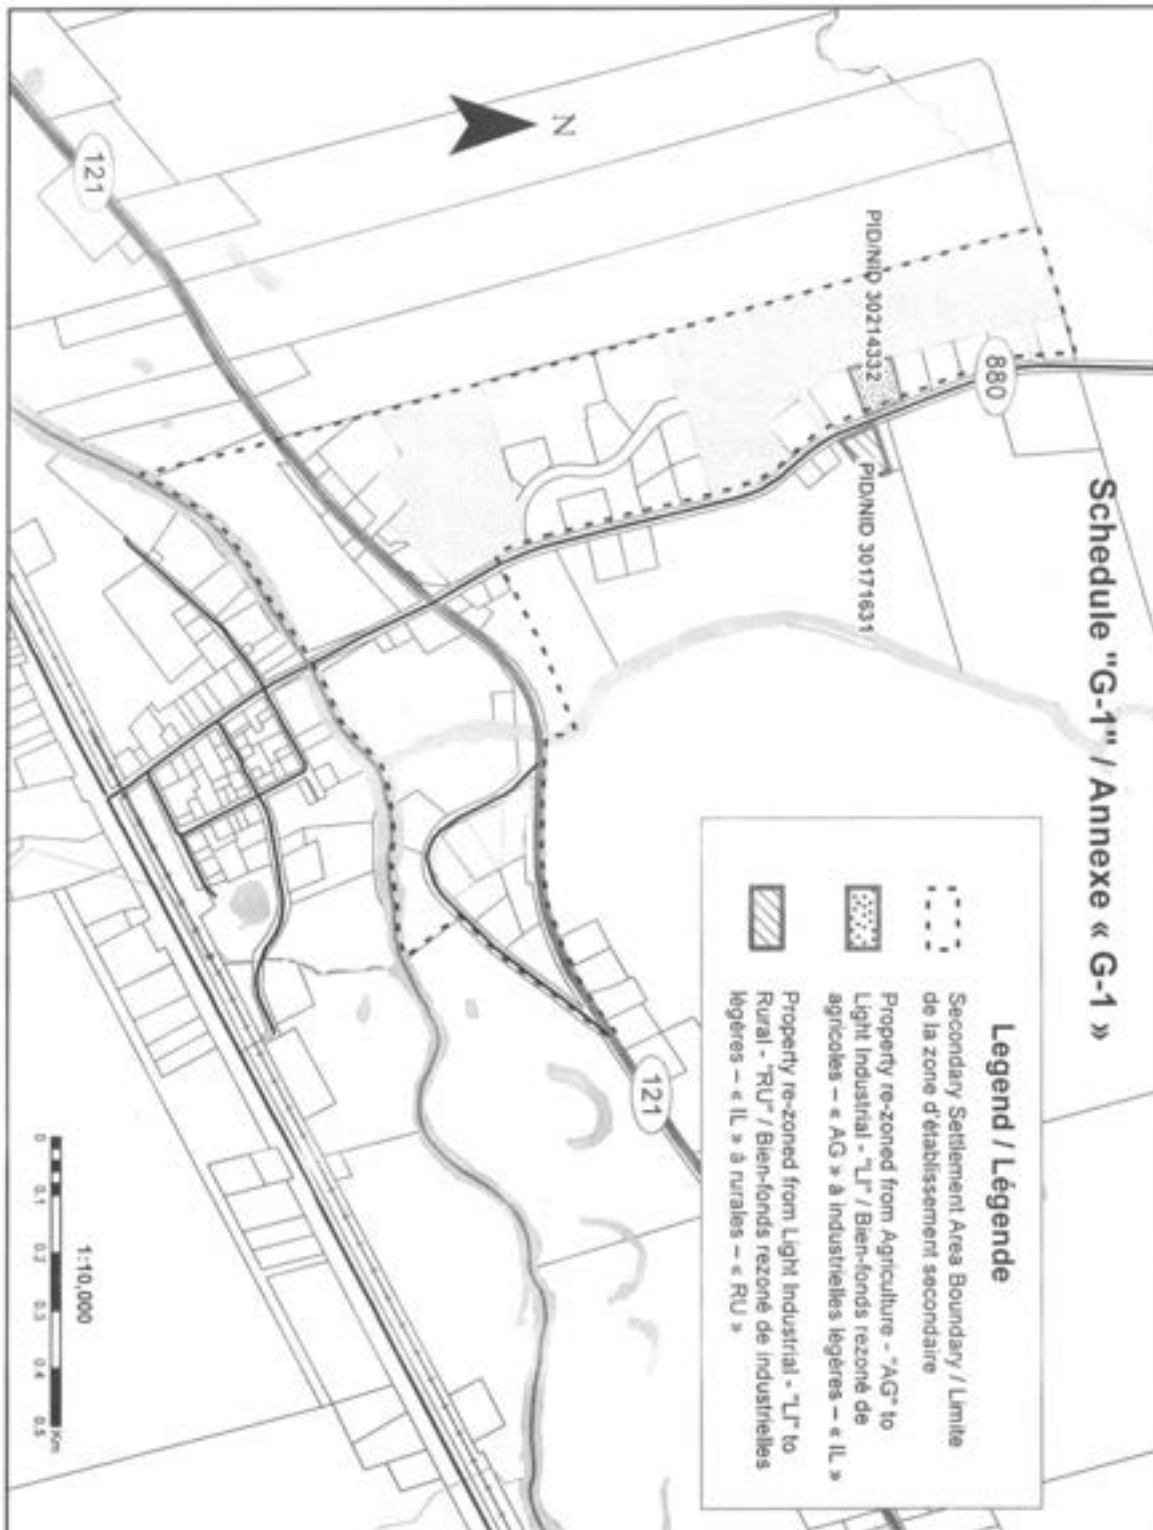 Schedule "G-1" / Annexe « G-1 »
Legend / Légende
Secondary Settlement Area Boundary / Limite
de la zone d'établissement secondaire
Property re-zoned from Agriculture - "AG" to
Light Industrial - "LI" / Bien-fonds rezoné de
agricoles – « AG » à industrielles légères – « IL »
Property re-zoned from Light Industrial - "LI" to
Rural - "RU" / Bien-fonds rezoné de industrielles
légères – « IL » à rurales – « RU »
880
PID/NID 30214332
PID/NID 30171631
N
121
121
1:10,000
0 0.1 0.2 0.3 0.4 0.5
Km